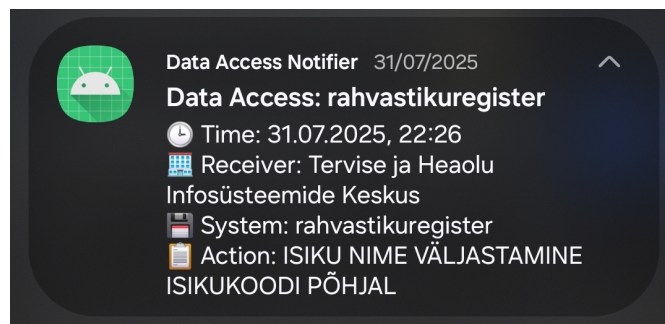 Data Access Notifier 31/07/2025
Data Access: rahvastikuregister
🕒 Time: 31.07.2025, 22:26
🏢 Receiver: Tervise ja Heaolu
Infosüsteemide Keskus
💾 System: rahvastikuregister
📋 Action: ISIKU NIME VÄLJASTAMINE
ISIKUKOODI PÕHJAL